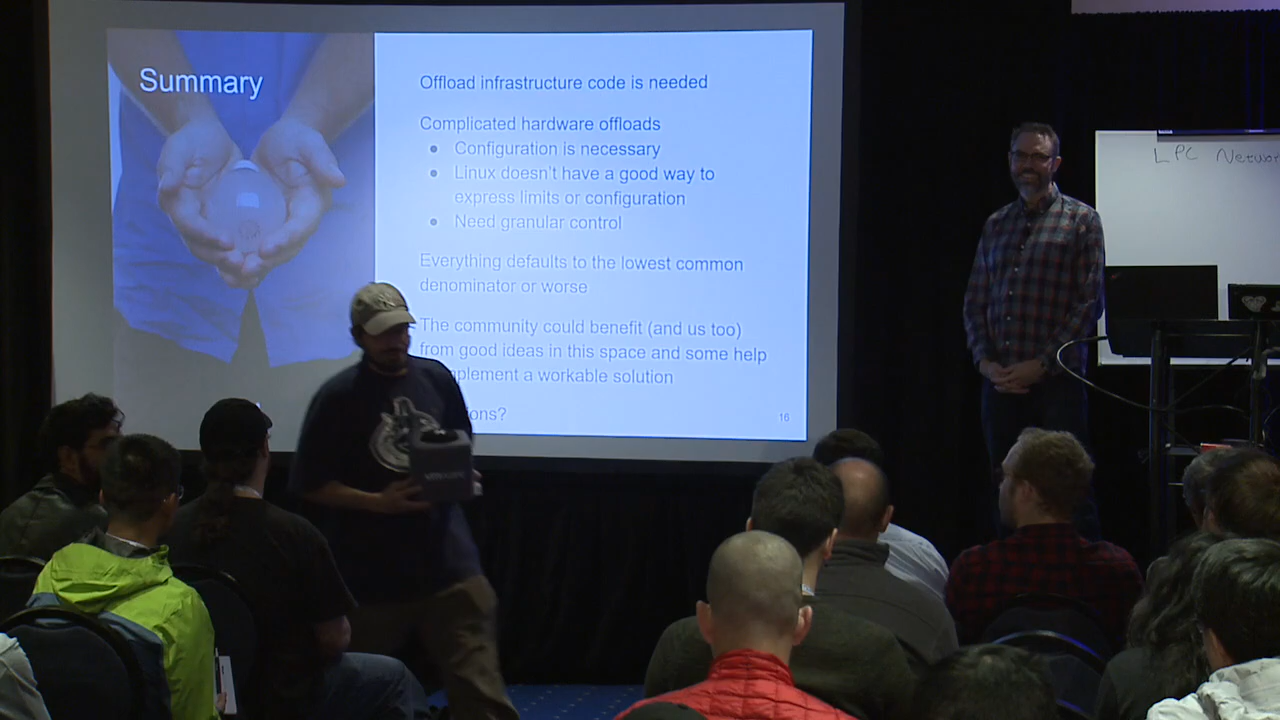 Summary
Offload infrastructure code is needed
Complicated hardware offloads
● Configuration is necessary
● Linux doesn't have a good way to
express limits or configuration
● Need granular control
Everything defaults to the lowest common
denominator or worse
The community could benefit (and us too)
from good ideas in this space and some help
mplement a workable solution
ions?
16
LPC Networ